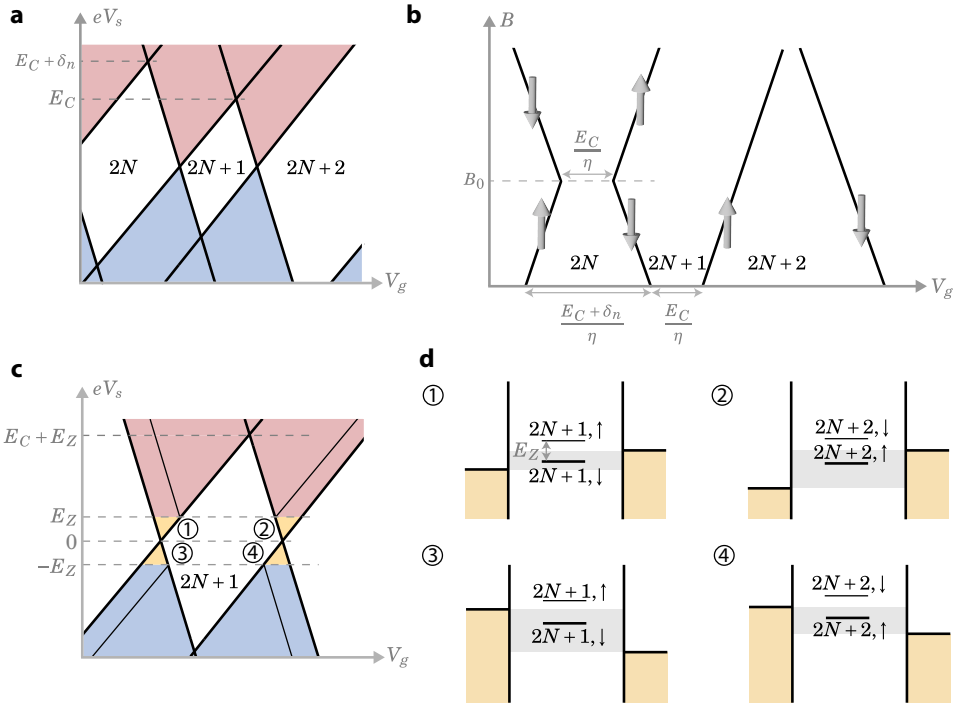 a
eV_s
E_C + δ_n
E_C
2N
2N + 1
2N + 2
V_g
b
B
E_C
η
B_0
2N
2N+1
2N + 2
V_g
E_C + δ_n
η
E_C
η
c
eV_s
E_C + E_Z
E_Z
0
−E_Z
①
②
③
④
2N + 1
V_g
d
①
2N + 1, ↑
E_Z
2N + 1, ↓
②
2N + 2, ↓
2N + 2, ↑
③
2N + 1, ↑
2N + 1, ↓
④
2N + 2, ↓
2N + 2, ↑